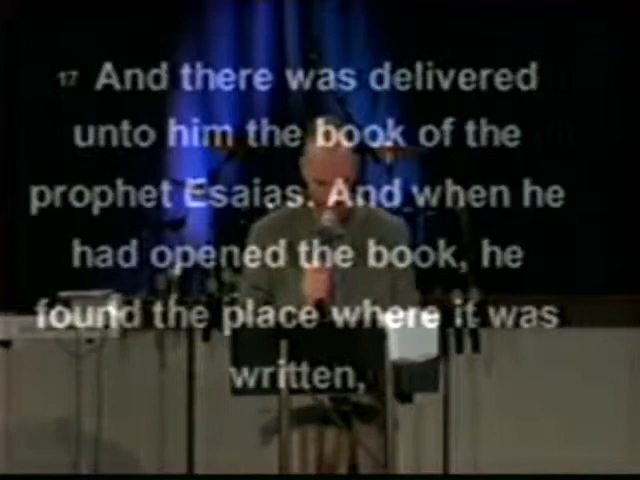 17 And there was delivered
unto him the book of the
prophet Esaias. And when he
had opened the book, he
found the place where it was
written,